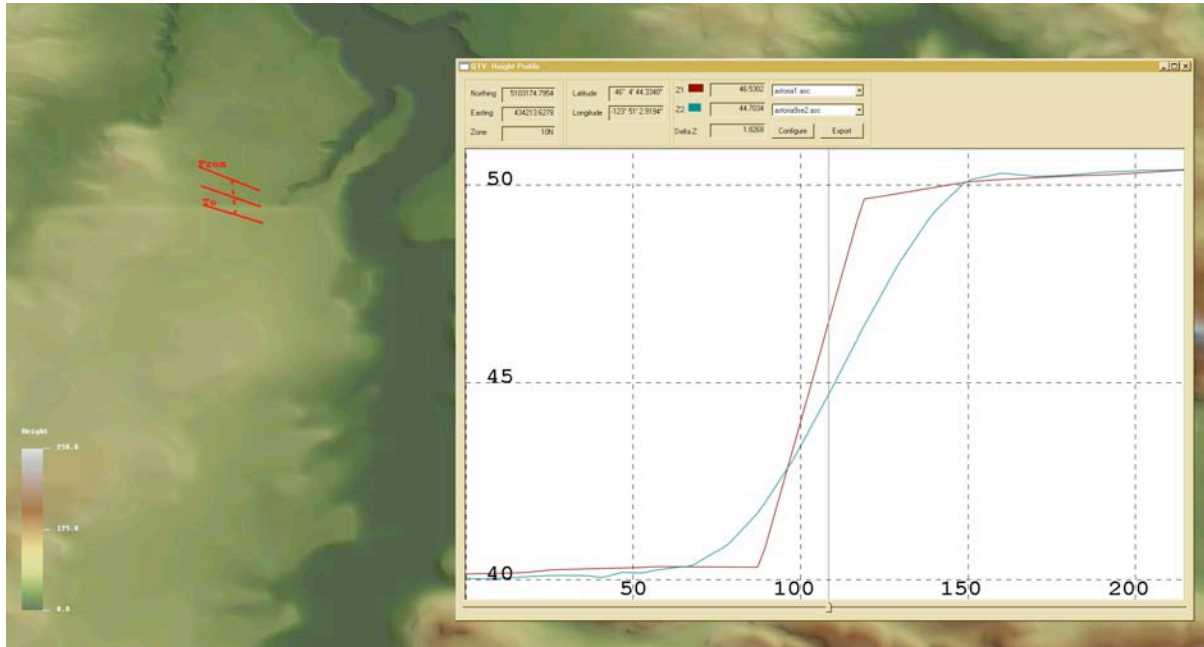 QTV: Height Profile
Northing 5103174.7954 Latitude 46° 4' 44.3340" Z1 46.5302 astoria1.asc
Easting 434213.6278 Longitude -123° 51' 2.8194" Z2 44.7034 astoria9se2.asc
Zone 10N Delta Z 1.8268 Configure Export
From
To
50
45
40
50 100 150 200
Height
250.0
125.0
0.0